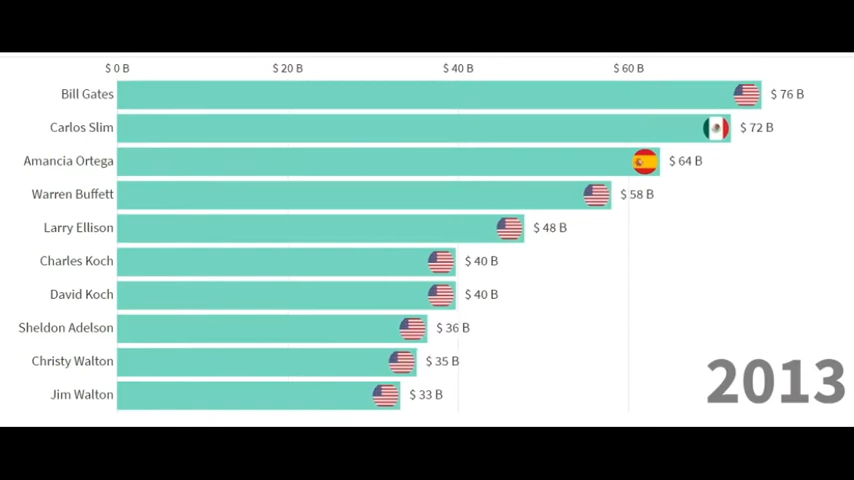 $ 0 B $ 20 B $ 40 B $ 60 B
Bill Gates $ 76 B
Carlos Slim $ 72 B
Amancia Ortega $ 64 B
Warren Buffett $ 58 B
Larry Ellison $ 48 B
Charles Koch $ 40 B
David Koch $ 40 B
Sheldon Adelson $ 36 B
Christy Walton $ 35 B
Jim Walton $ 33 B
2013